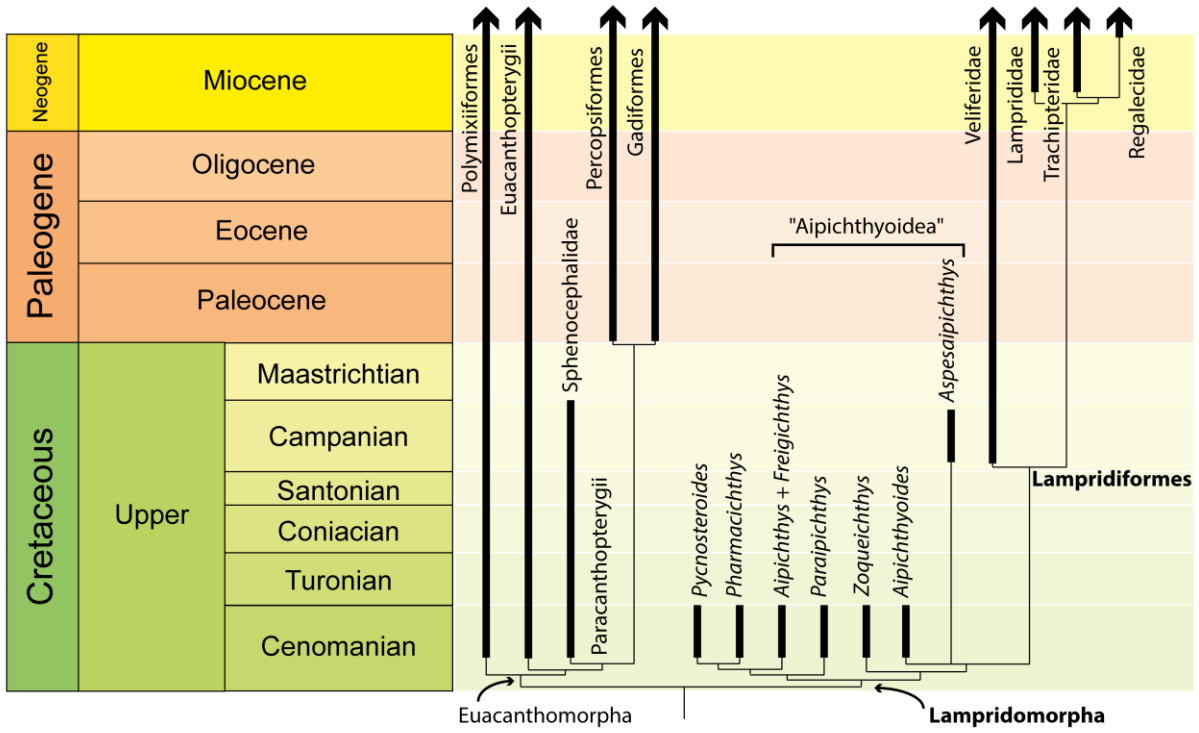 Neogene
Miocene
Paleogene
Oligocene
Eocene
Paleocene
Cretaceous
Upper
Maastrichtian
Campanian
Santonian
Coniacian
Turonian
Cenomanian
Polymixiiformes
Euacanthopterygii
Sphenocephalidae
Paracanthopterygii
Percopsiformes
Gadiformes
Pycnosteroides
Pharmacichthys
Aipichthys + Freigichthys
Paraipichthys
Zoqueichthys
Aipichthyoides
"Aipichthyoidea"
Aspesaipichthys
Veliferidae
Lamprididae
Trachipteridae
Regalecidae
Lampridiformes
Euacanthomorpha
Lampridomorpha